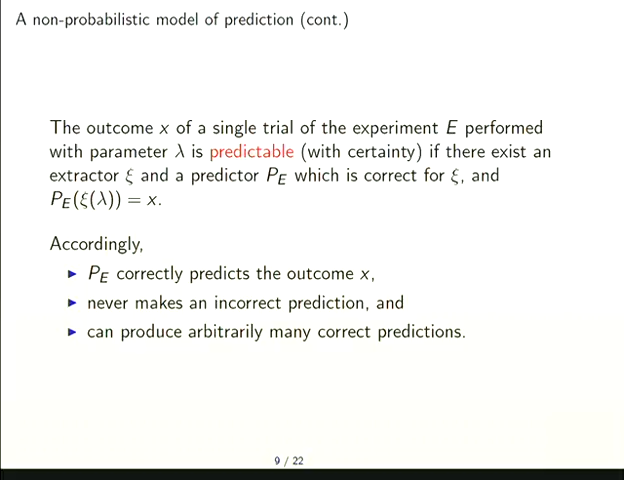 A non-probabilistic model of prediction (cont.)
The outcome x of a single trial of the experiment E performed
with parameter λ is predictable (with certainty) if there exist an
extractor ξ and a predictor P_E which is correct for ξ, and
P_E(ξ(λ)) = x.
Accordingly,
▶ P_E correctly predicts the outcome x,
▶ never makes an incorrect prediction, and
▶ can produce arbitrarily many correct predictions.
9 / 22